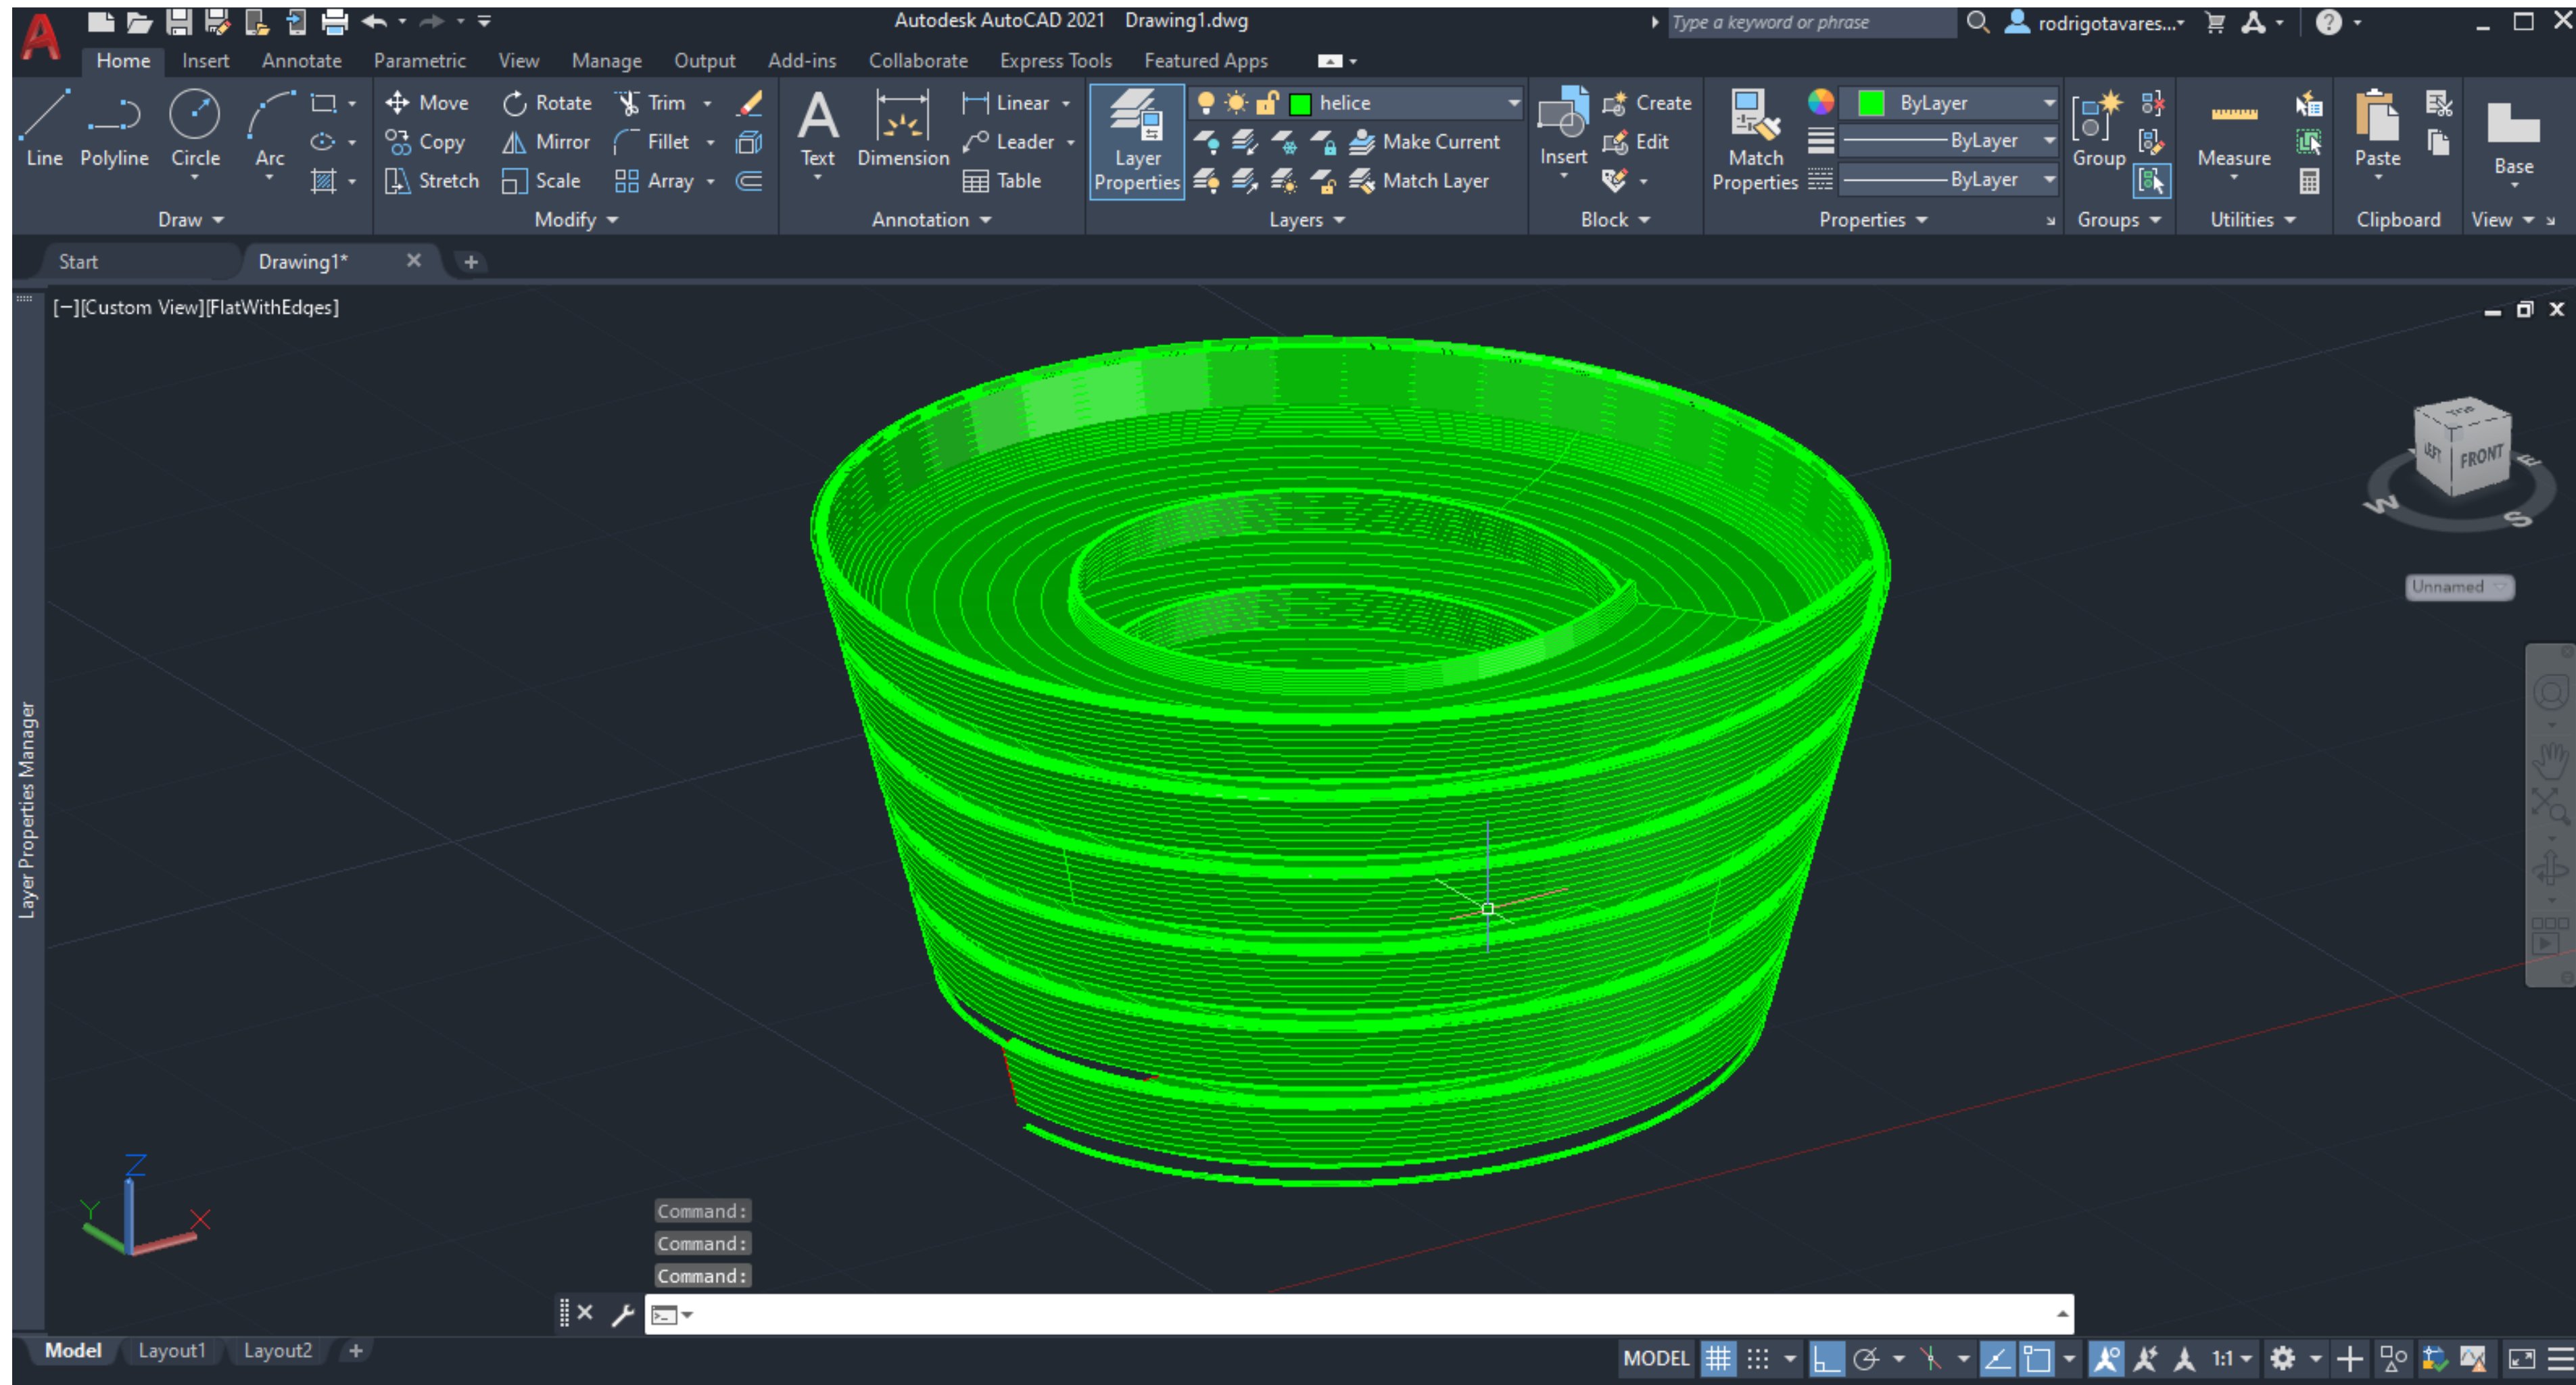 Autodesk AutoCAD 2021 Drawing1.dwg
Type a keyword or phrase
rodrigotavares...
Home Insert Annotate Parametric View Manage Output Add-ins Collaborate Express Tools Featured Apps
Line Polyline Circle Arc
Move Rotate Trim
Copy Mirror Fillet
Stretch Scale Array
Text Dimension
Linear
Leader
Table
Layer Properties
helice
Make Current
Match Layer
Insert
Create
Edit
Match Properties
ByLayer
ByLayer
ByLayer
Group
Measure
Paste
Base
Draw Modify Annotation Layers Block Properties Groups Utilities Clipboard View
Start Drawing1*
[−][Custom View][FlatWithEdges]
TOP
LEFT FRONT
E
W
S
Unnamed
Layer Properties Manager
Z
Y
X
Command:
Command:
Command:
Model Layout1 Layout2
MODEL 1:1